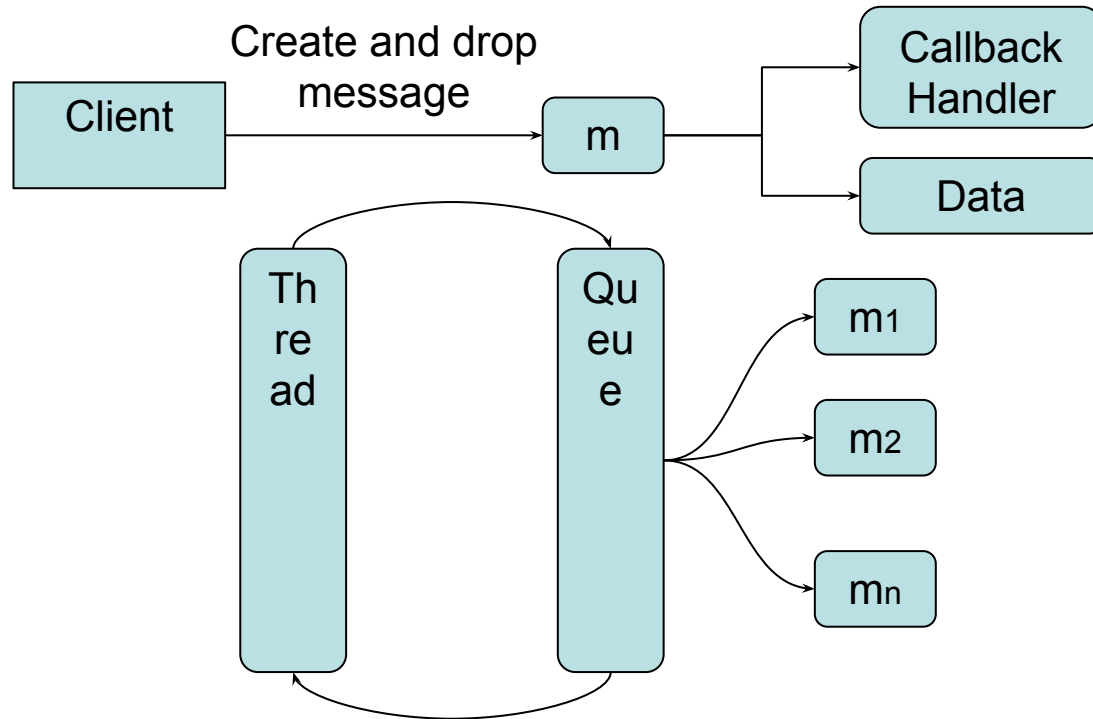 Create and drop
message
Client
m
Callback
Handler
Data
Th
re
ad
Qu
eu
e
m1
m2
mn